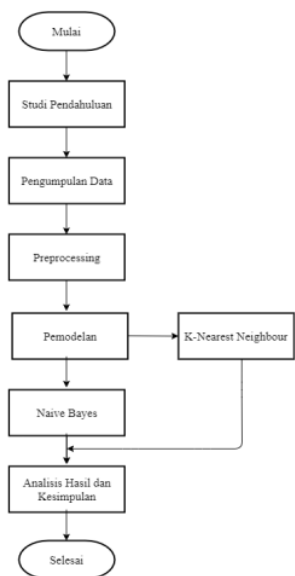 Mulai
Studi Pendahuluan
Pengumpulan Data
Preprocessing
Pemodelan
K-Nearest Neighbour
Naive Bayes
Analisis Hasil dan
Kesimpulan
Selesai